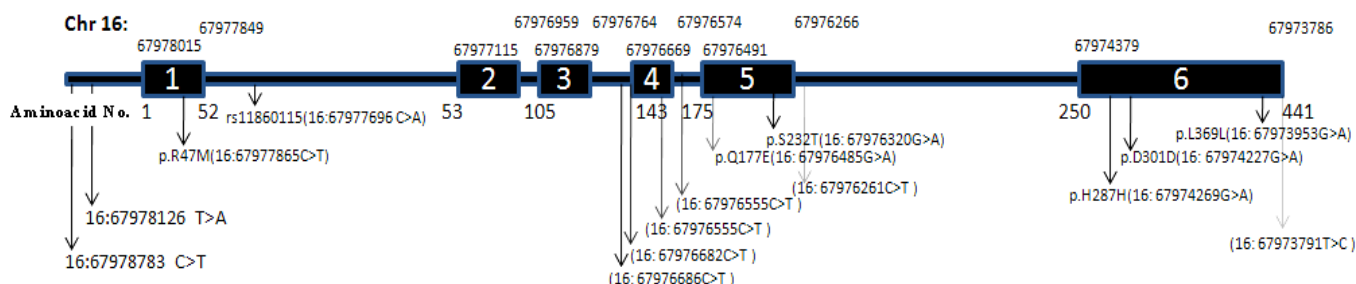 Chr 16:
67977849
67976959 67976764 67976574 67976266
67973786
67978015
67977115 67976879 67976669 67976491
67974379
1 2 3 4 5 6
Aminoacid No. 1 52 53 105 143 175 250 441
rs11860115(16:67977696 C>A)
p.R47M(16:67977865C>T)
p.S232T(16: 67976320G>A)
p.Q177E(16: 67976485G>A)
p.L369L(16: 67973953G>A)
p.D301D(16: 67974227G>A)
(16: 67976261C>T )
p.H287H(16: 67974269G>A)
(16: 67976555C>T )
16:67978126 T>A
(16: 67976555C>T )
(16: 67973791T>C )
(16: 67976682C>T )
16:67978783 C>T
(16: 67976686C>T )